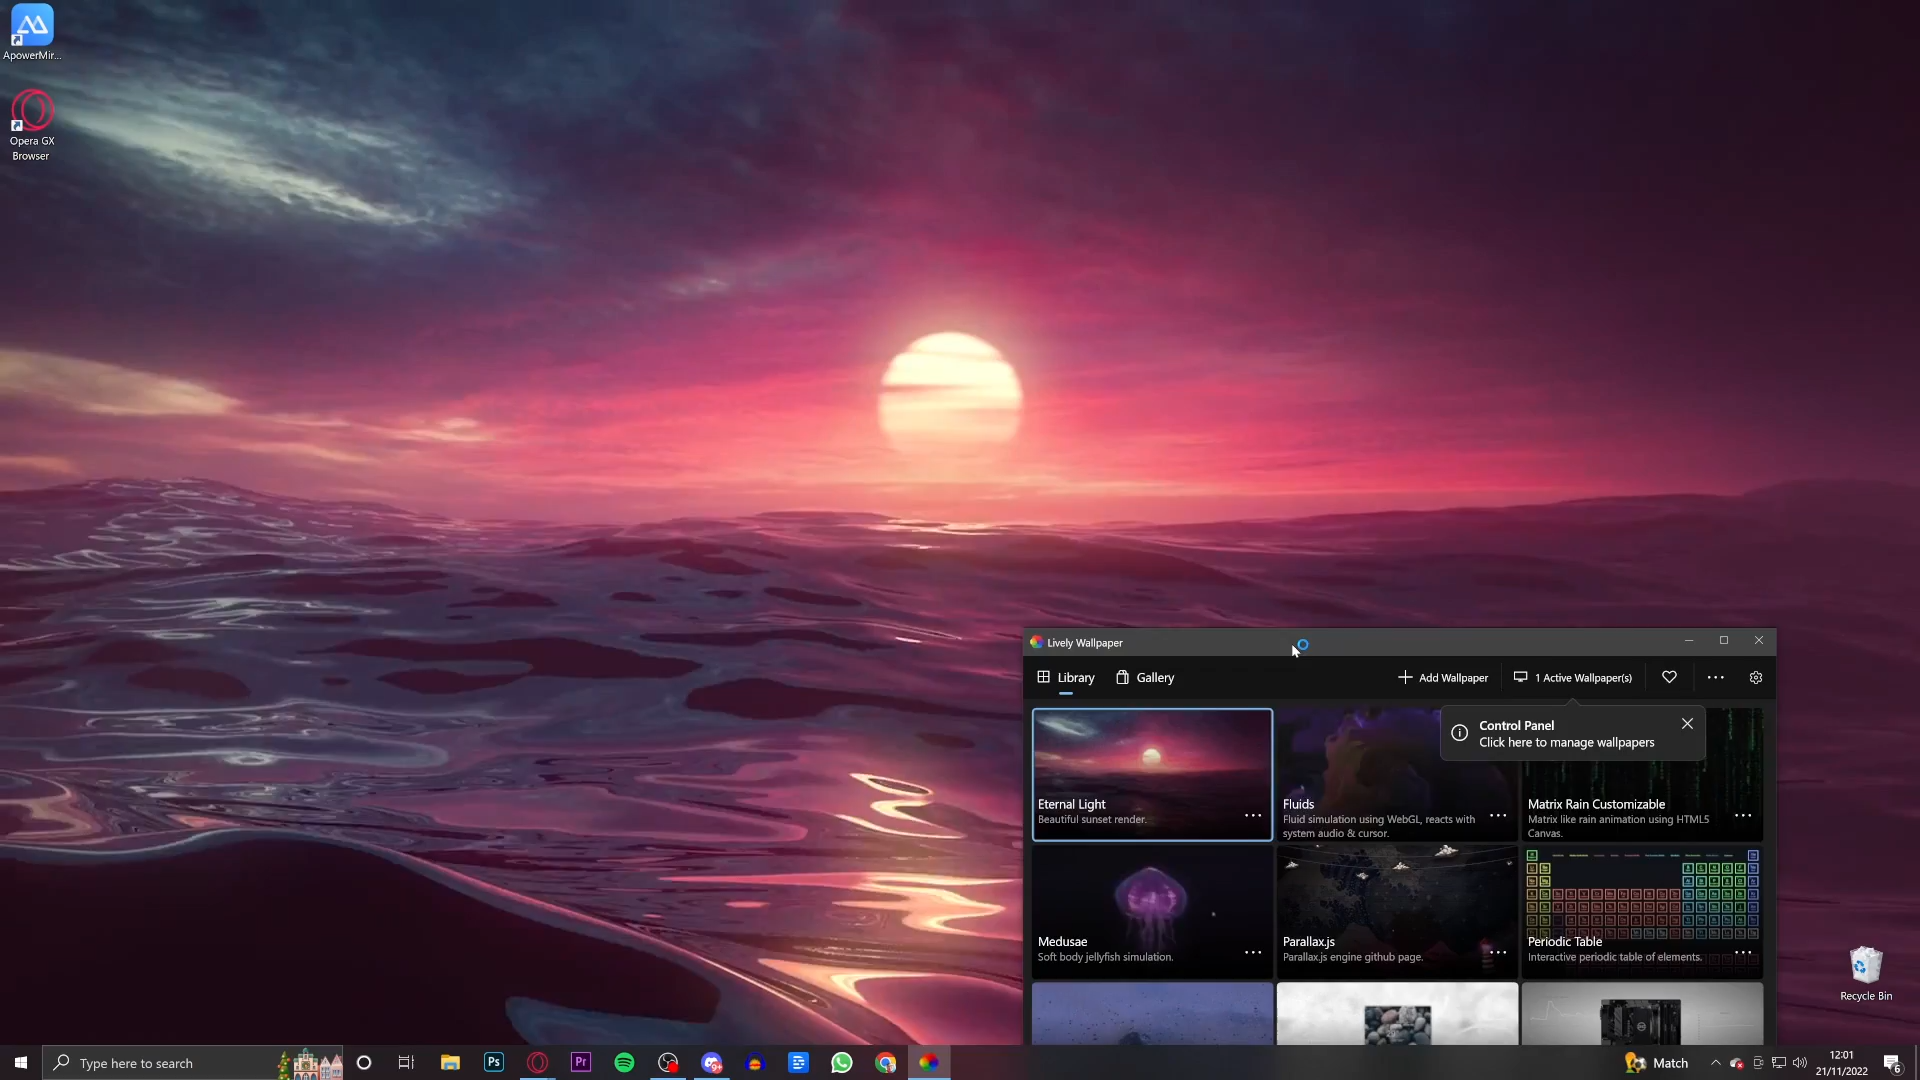 ApowerMir...
Opera GX
Browser
Lively Wallpaper
Library
Gallery
Add Wallpaper
1 Active Wallpaper(s)
Control Panel
Click here to manage wallpapers
Eternal Light
Beautiful sunset render.
Fluids
Fluid simulation using WebGL, reacts with
system audio & cursor.
Matrix Rain Customizable
Matrix like rain animation using HTML5
Canvas.
Medusae
Soft body jellyfish simulation.
Parallax.js
Parallax.js engine github page.
Periodic Table
Interactive periodic table of elements.
Recycle Bin
Type here to search
Ps
Pr
Match
12:01
21/11/2022
6